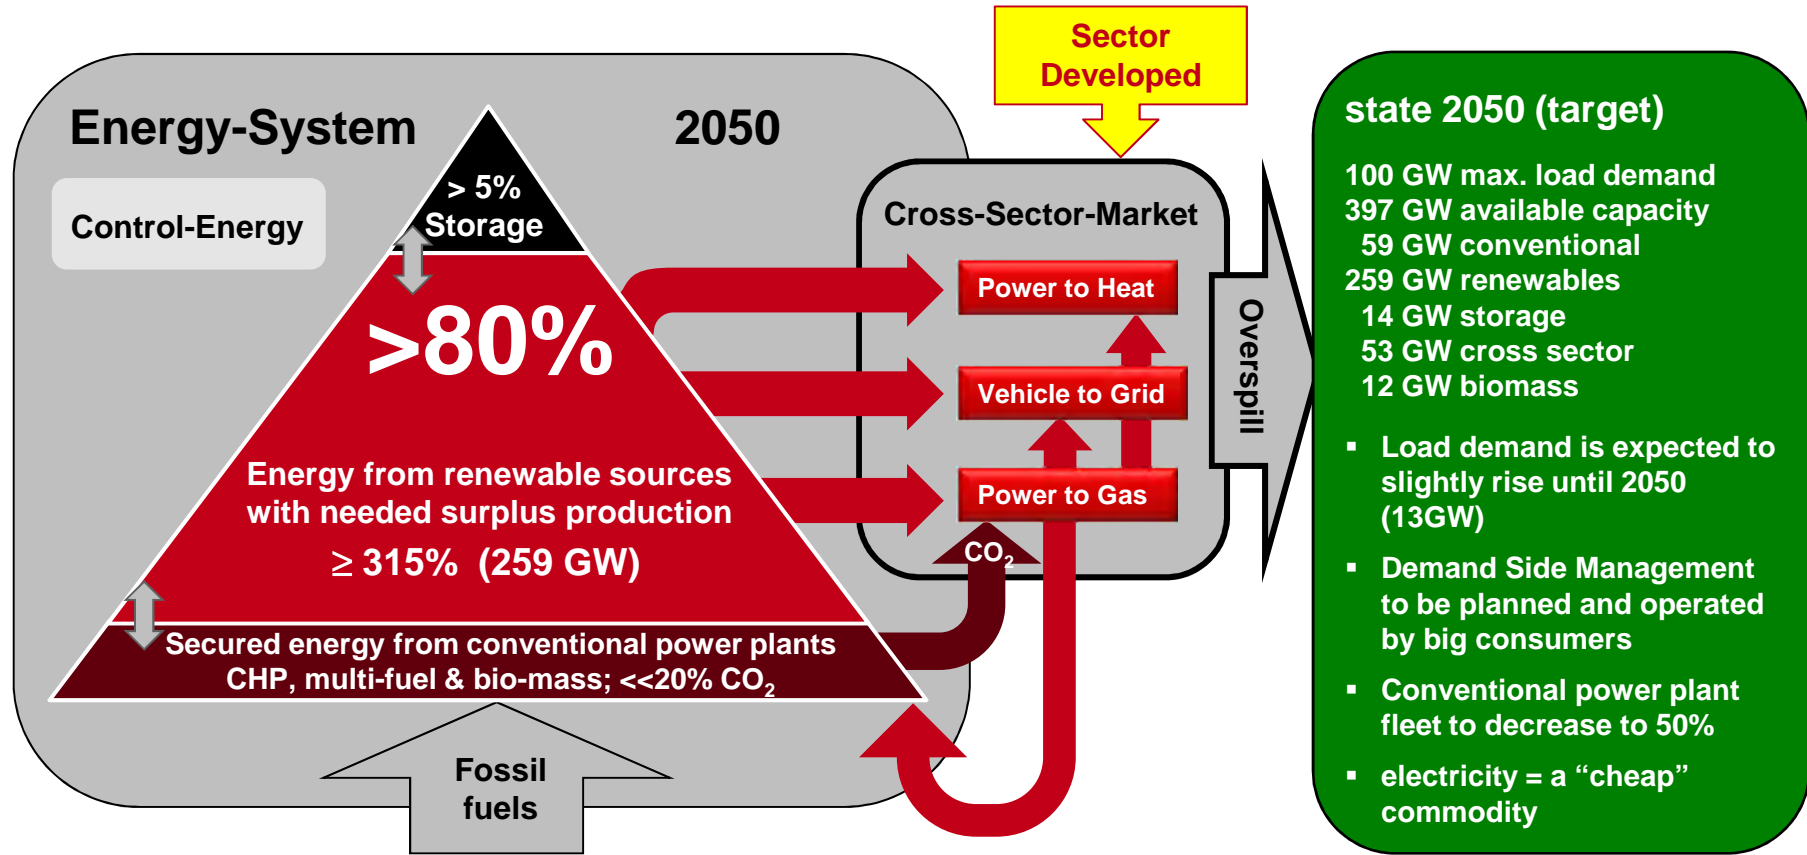 Energy-System 2050
Control-Energy
> 5%
Storage
>80%
Energy from renewable sources
with needed surplus production
≥ 315% (259 GW)
Secured energy from conventional power plants
CHP, multi-fuel & bio-mass; <<20% CO₂
Fossil
fuels
Sector
Developed
Cross-Sector-Market
Power to Heat
Vehicle to Grid
Power to Gas
CO₂
Overspill
state 2050 (target)
100 GW max. load demand
397 GW available capacity
59 GW conventional
259 GW renewables
14 GW storage
53 GW cross sector
12 GW biomass
▪ Load demand is expected to
slightly rise until 2050
(13GW)
▪ Demand Side Management
to be planned and operated
by big consumers
▪ Conventional power plant
fleet to decrease to 50%
▪ electricity = a “cheap”
commodity